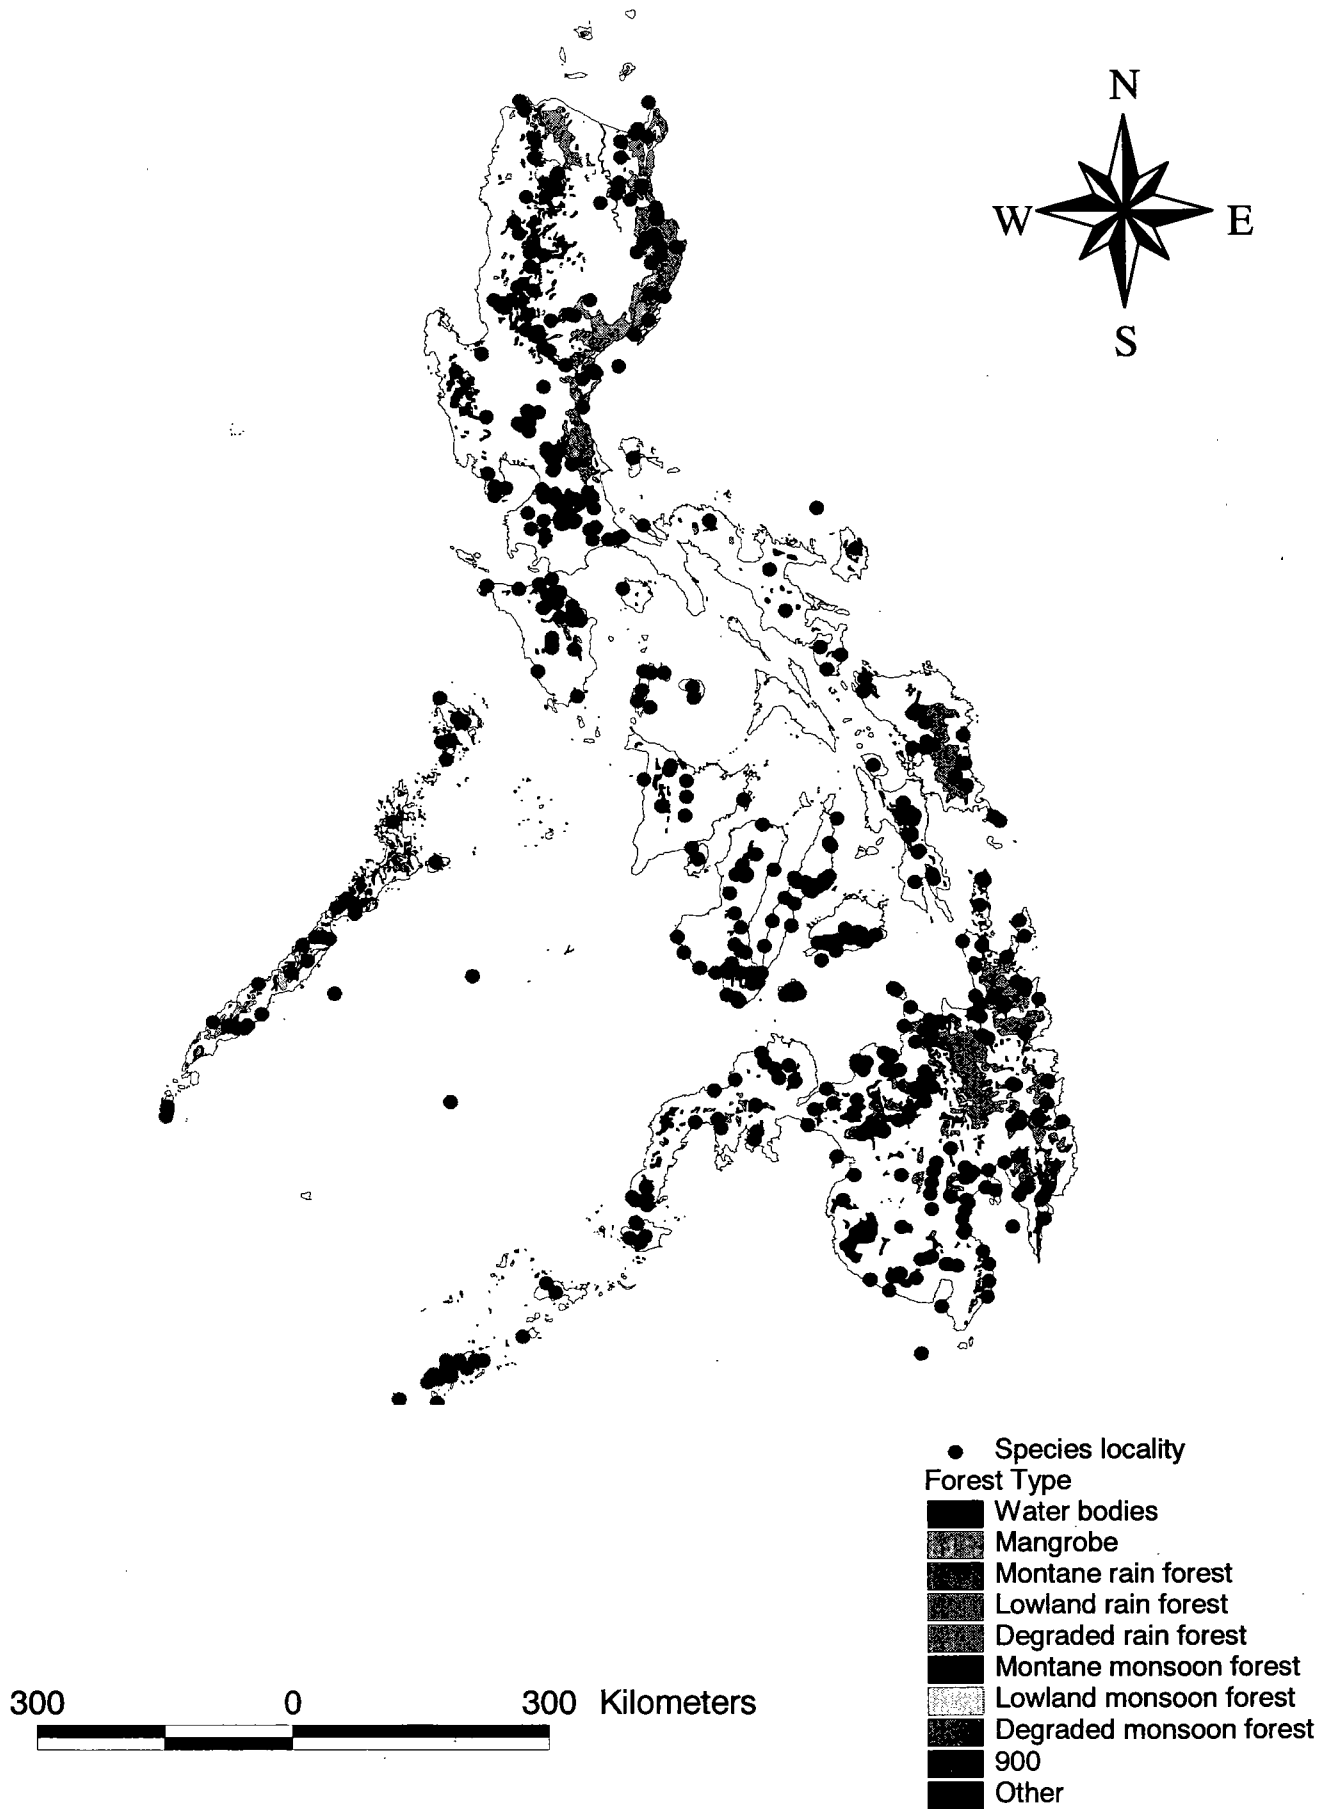 N
W E
S
Species locality
Forest Type
Water bodies
Mangrobe
Montane rain forest
Lowland rain forest
Degraded rain forest
Montane monsoon forest
Lowland monsoon forest
Degraded monsoon forest
900
Other
300 0 300 Kilometers